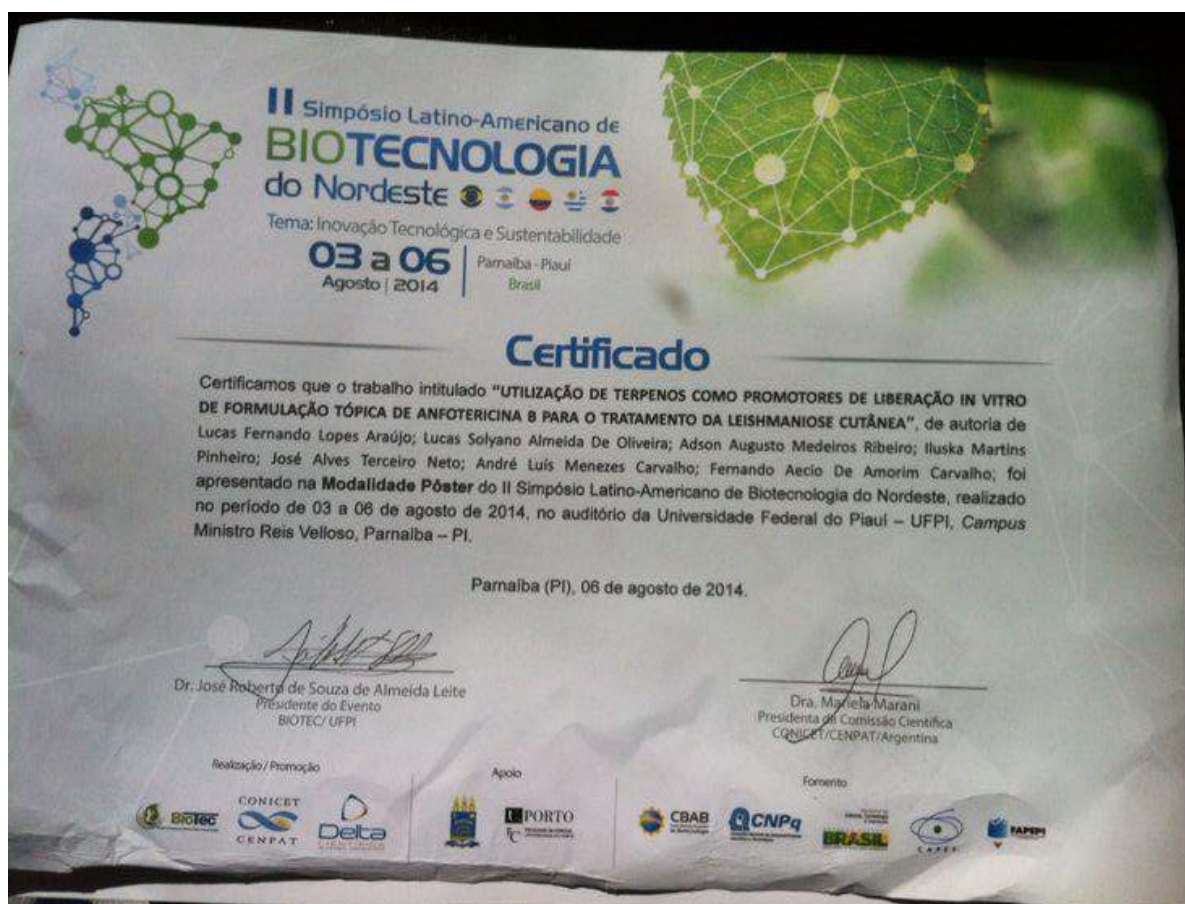 II Simpósio Latino-Americano de
BIOTECNOLOGIA
do Nordeste
Tema: Inovação Tecnológica e Sustentabilidade
03 a 06
Agosto | 2014
Parnaíba - Piauí
Brasil
Certificado
Certificamos que o trabalho intitulado "UTILIZAÇÃO DE TERPENOS COMO PROMOTORES DE LIBERAÇÃO IN VITRO
DE FORMULAÇÃO TÓPICA DE ANFOTERICINA B PARA O TRATAMENTO DA LEISHMANIOSE CUTÂNEA", de autoria de
Lucas Fernando Lopes Araújo; Lucas Solyano Almeida De Oliveira; Adson Augusto Medeiros Ribeiro; Iluska Martins
Pinheiro; José Alves Terceiro Neto; André Luís Menezes Carvalho; Fernando Aecio De Amorim Carvalho; foi
apresentado na Modalidade Pôster do II Simpósio Latino-Americano de Biotecnologia do Nordeste, realizado
no período de 03 a 06 de agosto de 2014, no auditório da Universidade Federal do Piauí – UFPI, Campus
Ministro Reis Velloso, Parnaíba – PI.
Parnaíba (PI), 06 de agosto de 2014.
Dr. José Roberto de Souza de Almeida Leite
Presidente do Evento
BIOTEC/ UFPI
Dra. Mariela Marani
Presidenta da Comissão Científica
CONICET/CENPAT/Argentina
Realização / Promoção
Apoio
Fomento
BIOTEC
CONICET
CENPAT
Delta
CIENTÍFICA
PORTO
FC
CBAB
CNPq
BRASIL
CAPES
FAPEPI